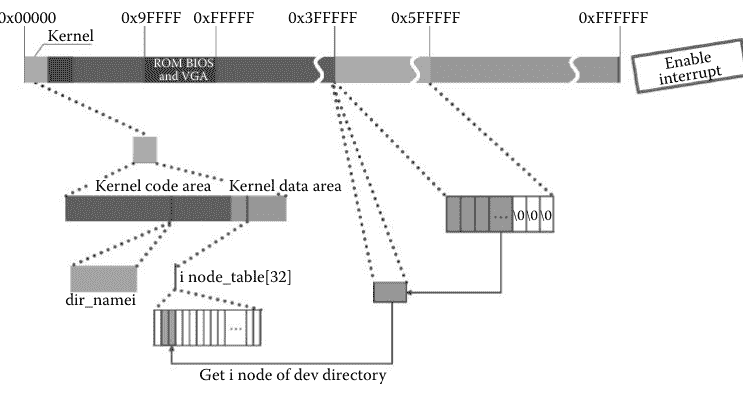 0x00000 0x9FFFF 0xFFFFF 0x3FFFFF 0x5FFFFF 0xFFFFFF
Kernel
ROM BIOS
and VGA
Enable
interrupt
Kernel code area Kernel data area
... \0\0\0
i node_table[32]
dir_namei
...
Get i node of dev directory